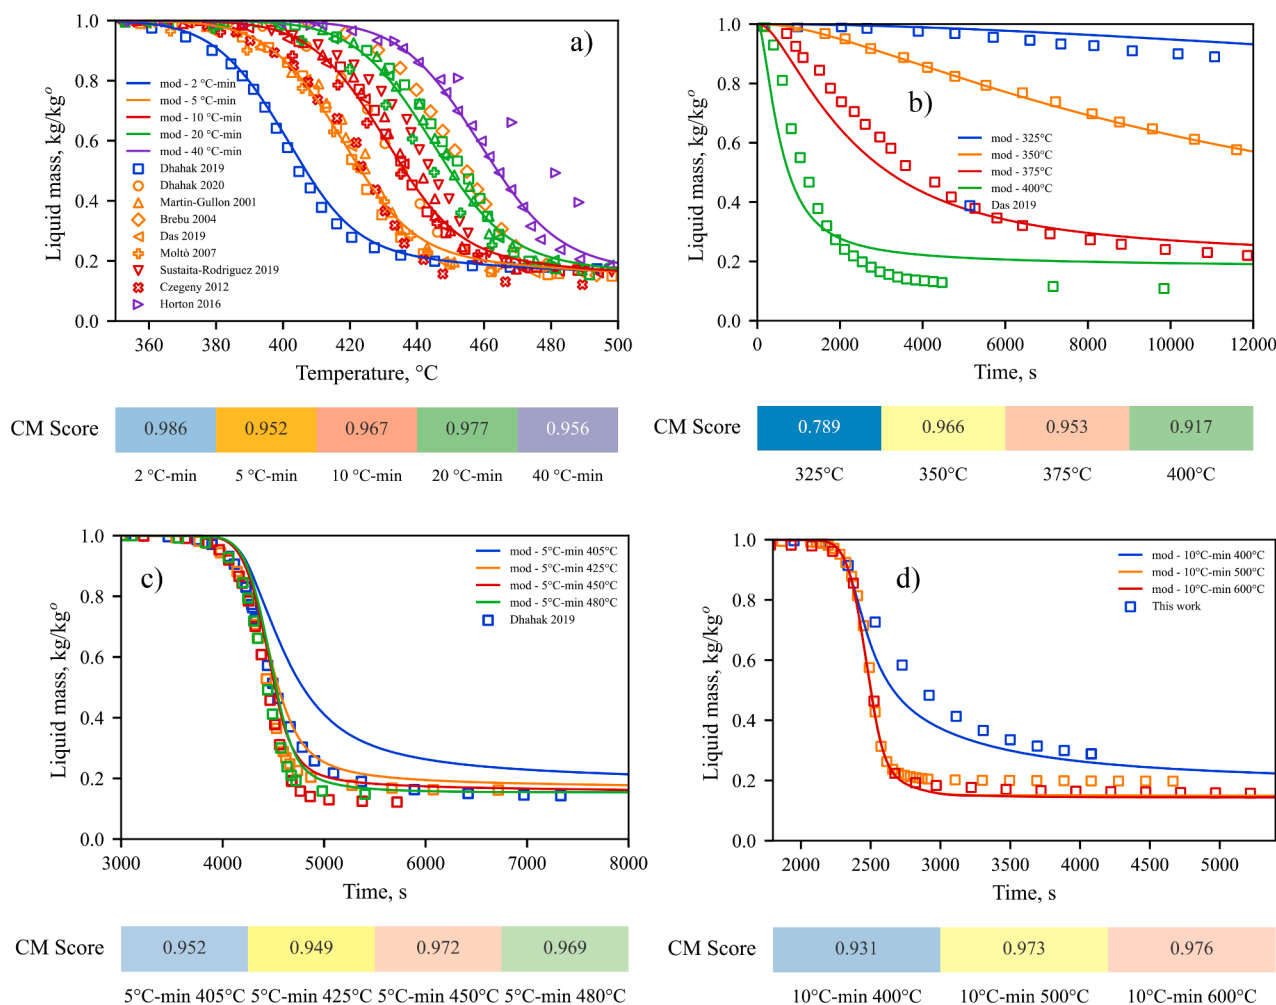 a)
Liquid mass, kg/kgº
1.0
0.8
0.6
0.4
0.2
0.0
mod - 2 °C-min
mod - 5 °C-min
mod - 10 °C-min
mod - 20 °C-min
mod - 40 °C-min
Dhahak 2019
Dhahak 2020
Martin-Gullon 2001
Brebu 2004
Das 2019
Moltò 2007
Sustaita-Rodriguez 2019
Czegeny 2012
Horton 2016
360 380 400 420 440 460 480 500
Temperature, °C
CM Score 0.986 0.952 0.967 0.977 0.956
2 °C-min 5 °C-min 10 °C-min 20 °C-min 40 °C-min
b)
Liquid mass, kg/kgº
1.0
0.8
0.6
0.4
0.2
0.0
mod - 325°C
mod - 350°C
mod - 375°C
mod - 400°C
Das 2019
0 2000 4000 6000 8000 10000 12000
Time, s
CM Score 0.789 0.966 0.953 0.917
325°C 350°C 375°C 400°C
c)
Liquid mass, kg/kgº
1.0
0.8
0.6
0.4
0.2
0.0
mod - 5°C-min 405°C
mod - 5°C-min 425°C
mod - 5°C-min 450°C
mod - 5°C-min 480°C
Dhahak 2019
3000 4000 5000 6000 7000 8000
Time, s
CM Score 0.952 0.949 0.972 0.969
5°C-min 405°C 5°C-min 425°C 5°C-min 450°C 5°C-min 480°C
d)
Liquid mass, kg/kgº
1.0
0.8
0.6
0.4
0.2
0.0
mod - 10°C-min 400°C
mod - 10°C-min 500°C
mod - 10°C-min 600°C
This work
2000 2500 3000 3500 4000 4500 5000
Time, s
CM Score 0.931 0.973 0.976
10°C-min 400°C 10°C-min 500°C 10°C-min 600°C